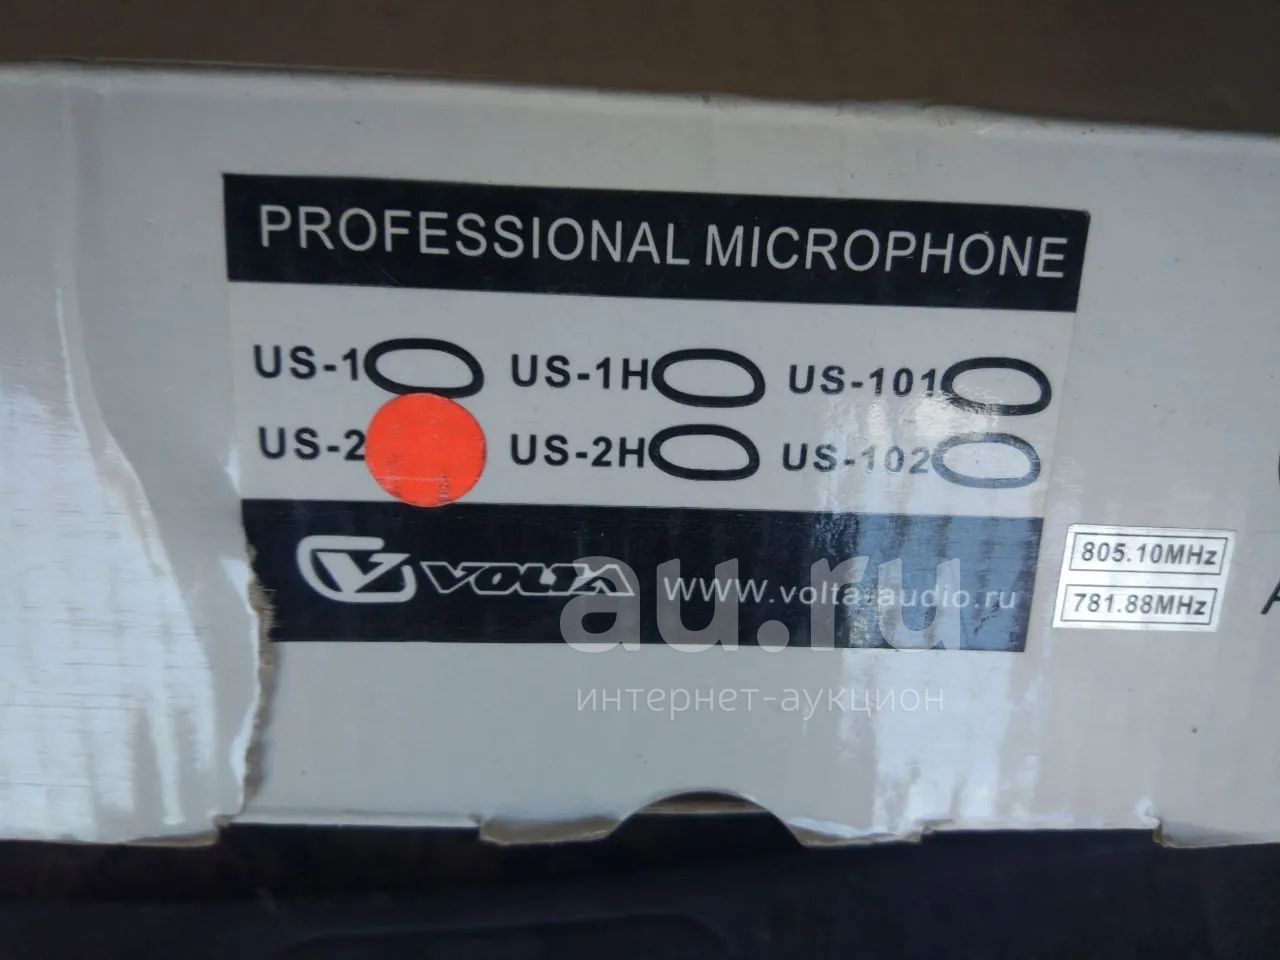 PROFESSIONAL MICROPHONE
US-1 US-1H US-101
US-2 US-2H US-102
VOLTA www.volta-audio.ru
805.10MHz
781.88MHz
au.ru
интернет-аукцион